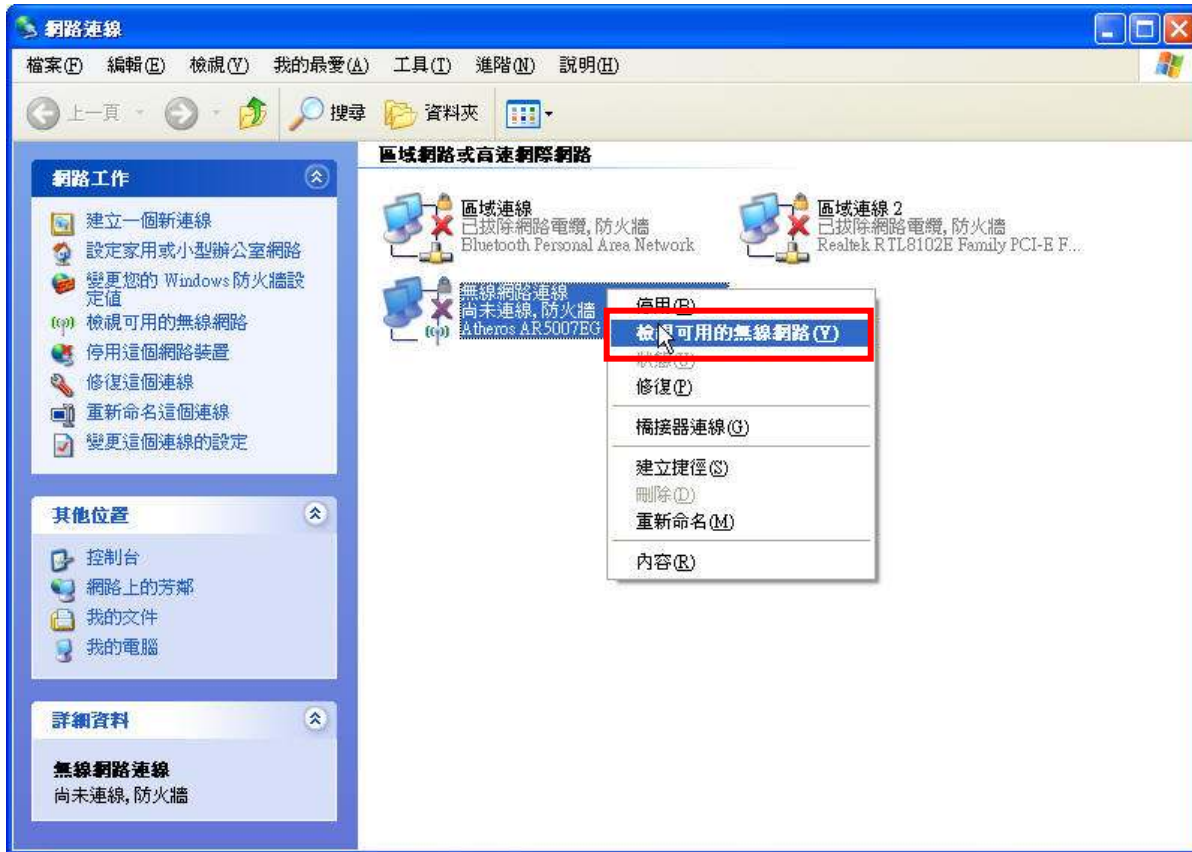 網路連線
檔案(F) 編輯(E) 檢視(V) 我的最愛(A) 工具(T) 進階(N) 說明(H)
上一頁 搜尋 資料夾
網路工作
建立一個新連線
設定家用或小型辦公室網路
變更您的 Windows 防火牆設
定值
檢視可用的無線網路
停用這個網路裝置
修復這個連線
重新命名這個連線
變更這個連線的設定
其他位置
控制台
網路上的芳鄰
我的文件
我的電腦
詳細資料
無線網路連線
尚未連線, 防火牆
區域網路或高速網際網路
區域連線
已拔除網路電纜, 防火牆
Bluetooth Personal Area Network
區域連線 2
已拔除網路電纜, 防火牆
Realtek RTL8102E Family PCI-E F...
無線網路連線
尚未連線, 防火牆
Atheros AR5007EG
停用(B)
檢視可用的無線網路(V)
狀態(U)
修復(P)
橋接器連線(G)
建立捷徑(S)
刪除(D)
重新命名(M)
內容(R)